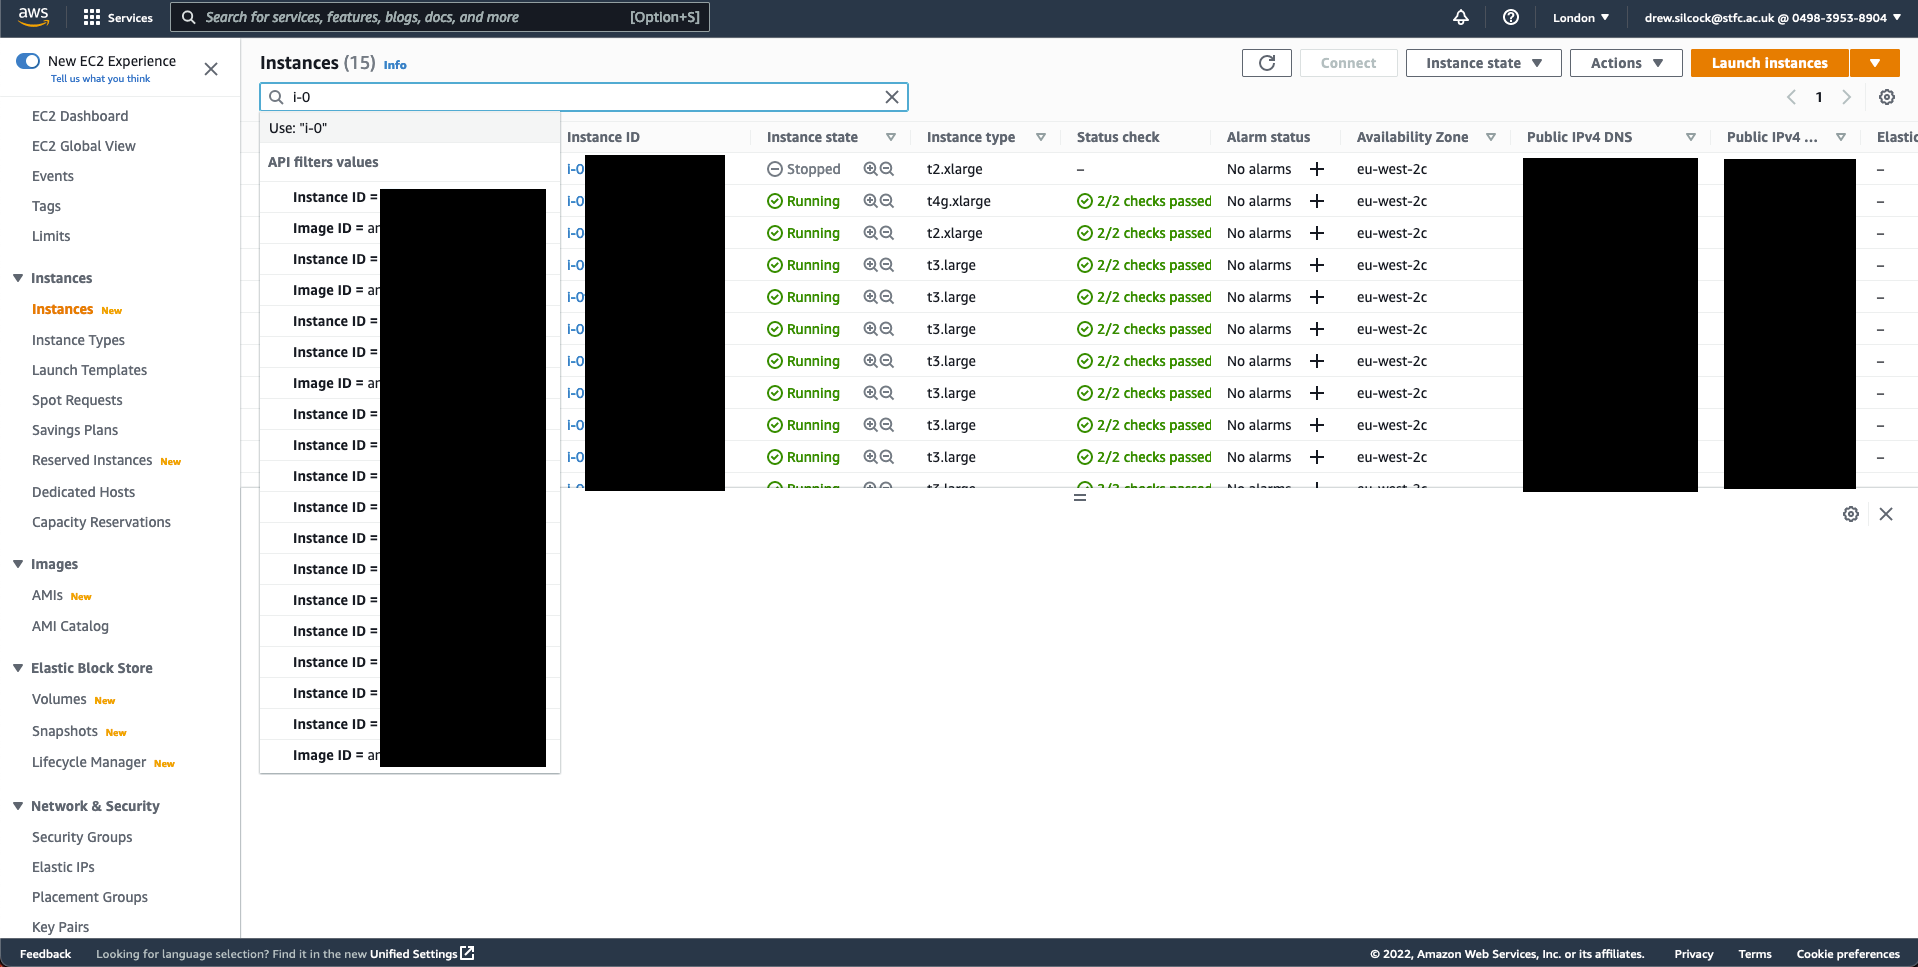 aws Services Search for services, features, blogs, docs, and more [Option+S] London drew.silcock@stfc.ac.uk @ 0498-3953-8904
New EC2 Experience
Tell us what you think
EC2 Dashboard
EC2 Global View
Events
Tags
Limits
Instances
Instances New
Instance Types
Launch Templates
Spot Requests
Savings Plans
Reserved Instances New
Dedicated Hosts
Capacity Reservations
Images
AMIs New
AMI Catalog
Elastic Block Store
Volumes New
Snapshots New
Lifecycle Manager New
Network & Security
Security Groups
Elastic IPs
Placement Groups
Key Pairs
Instances (15) Info
Connect Instance state Actions Launch instances
i-0
1
Use: "i-0"
API filters values
Instance ID =
Image ID = 
Instance ID =
Image ID = 
Instance ID =
Instance ID =
Image ID = 
Instance ID =
Instance ID =
Instance ID =
Instance ID =
Instance ID =
Instance ID =
Instance ID =
Instance ID =
Instance ID =
Instance ID =
Instance ID =
Image ID = 
Instance ID Instance state Instance type Status check Alarm status Availability Zone Public IPv4 DNS Public IPv4 ... Elastic
i-0 Stopped t2.xlarge – No alarms + eu-west-2c –
i-0 Running t4g.xlarge 2/2 checks passed No alarms + eu-west-2c –
i-0 Running t2.xlarge 2/2 checks passed No alarms + eu-west-2c –
i-0 Running t3.large 2/2 checks passed No alarms + eu-west-2c –
i-0 Running t3.large 2/2 checks passed No alarms + eu-west-2c –
i-0 Running t3.large 2/2 checks passed No alarms + eu-west-2c –
i-0 Running t3.large 2/2 checks passed No alarms + eu-west-2c –
i-0 Running t3.large 2/2 checks passed No alarms + eu-west-2c –
i-0 Running t3.large 2/2 checks passed No alarms + eu-west-2c –
i-0 Running t3.large 2/2 checks passed No alarms + eu-west-2c –
Feedback Looking for language selection? Find it in the new Unified Settings © 2022, Amazon Web Services, Inc. or its affiliates. Privacy Terms Cookie preferences